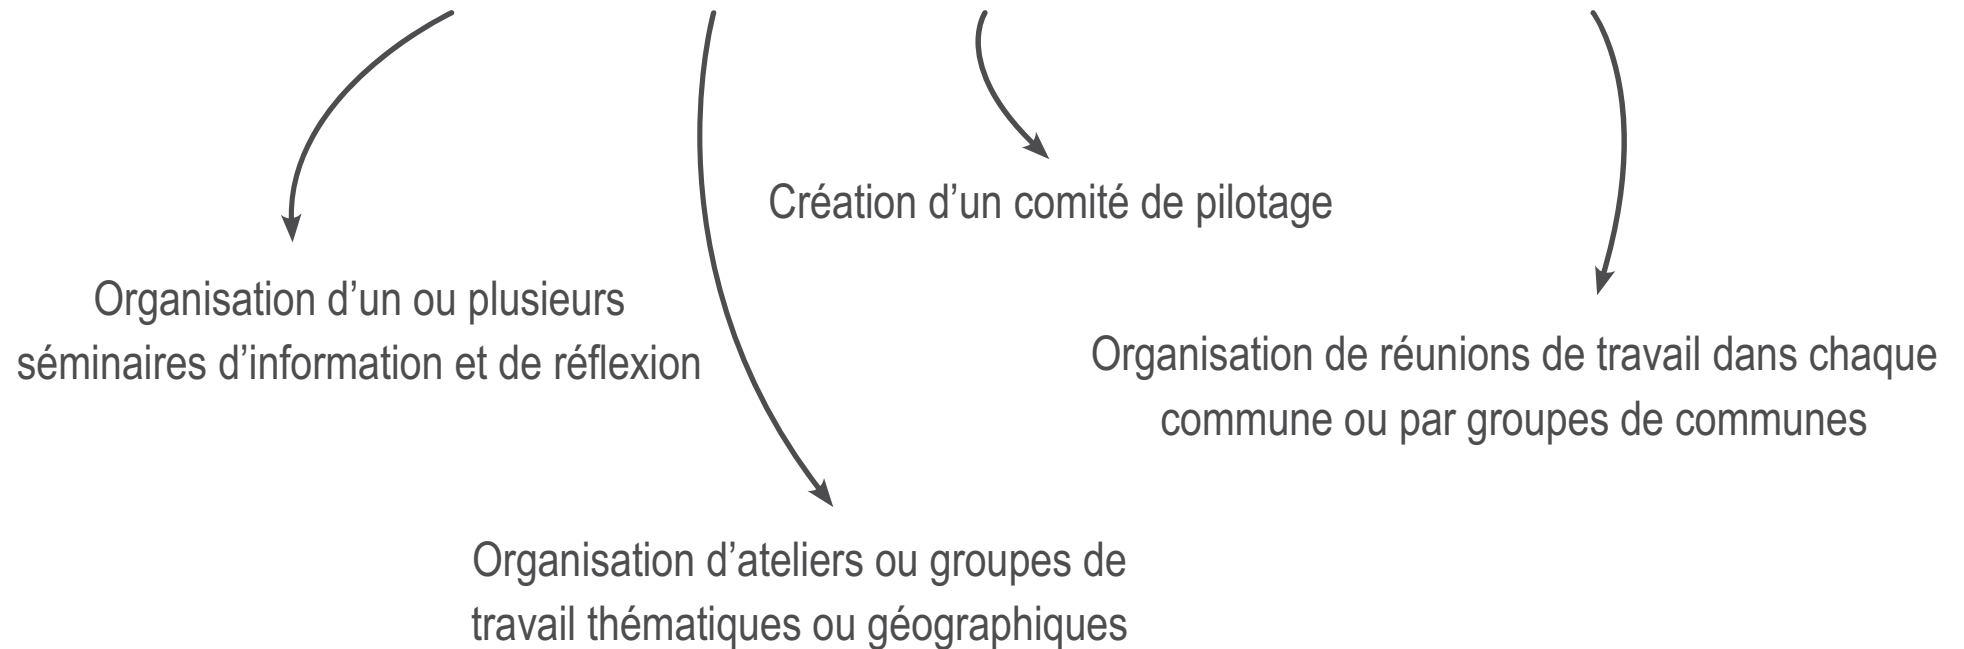 Création d’un comité de pilotage
Organisation d’un ou plusieurs
séminaires d’information et de réflexion
Organisation de réunions de travail dans chaque
commune ou par groupes de communes
Organisation d’ateliers ou groupes de
travail thématiques ou géographiques